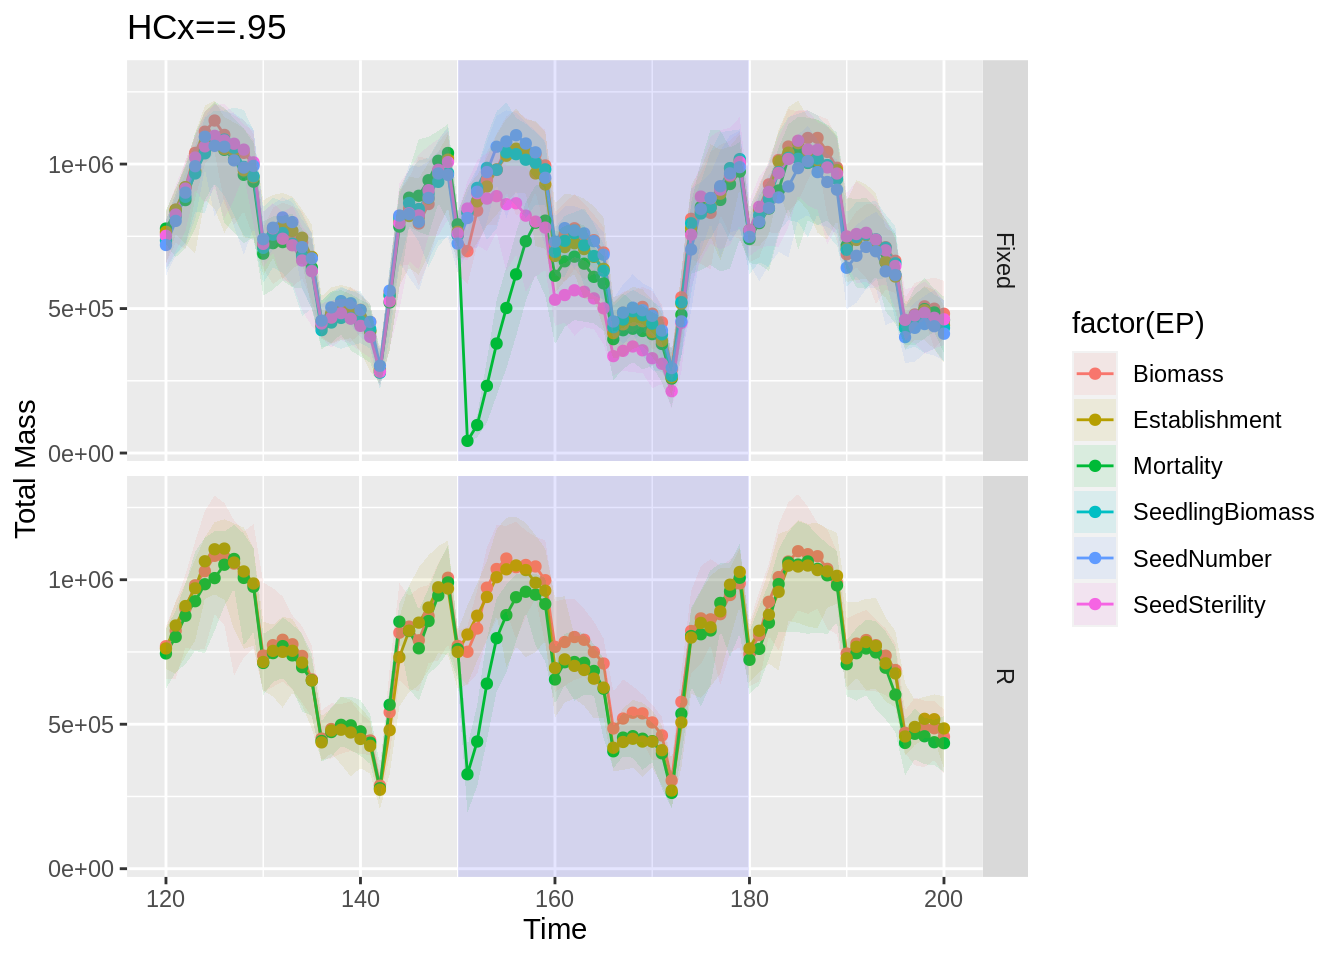 HCx==.95
Total Mass
1e+06
5e+05
0e+00
Fixed
1e+06
5e+05
0e+00
R
120 140 160 180 200
Time
factor(EP)
Biomass
Establishment
Mortality
SeedlingBiomass
SeedNumber
SeedSterility